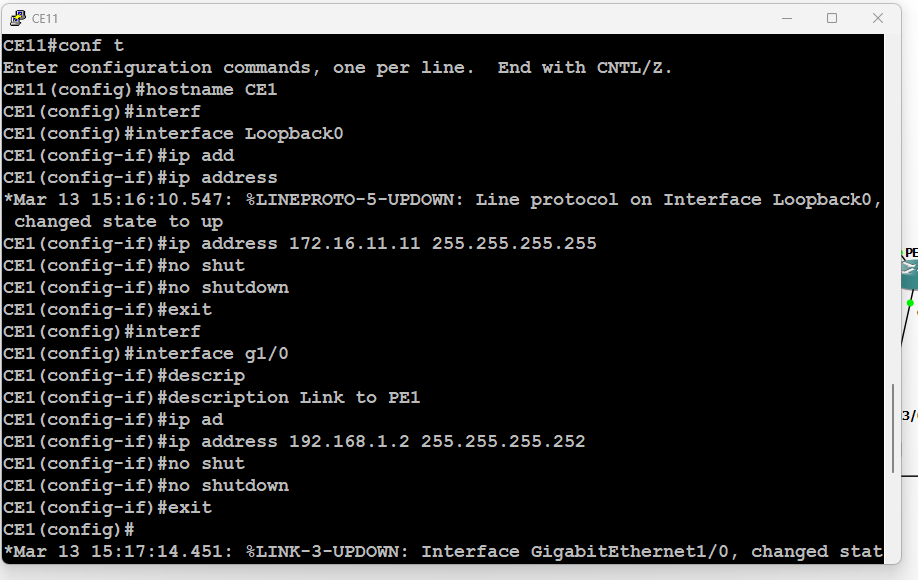 CE11
CE11#conf t
Enter configuration commands, one per line.  End with CNTL/Z.
CE11(config)#hostname CE1
CE1(config)#interf
CE1(config)#interface Loopback0
CE1(config-if)#ip add
CE1(config-if)#ip address
*Mar 13 15:16:10.547: %LINEPROTO-5-UPDOWN: Line protocol on Interface Loopback0,
 changed state to up
CE1(config-if)#ip address 172.16.11.11 255.255.255.255
CE1(config-if)#no shut
CE1(config-if)#no shutdown
CE1(config-if)#exit
CE1(config)#interf
CE1(config)#interface g1/0
CE1(config-if)#descrip
CE1(config-if)#description Link to PE1
CE1(config-if)#ip ad
CE1(config-if)#ip address 192.168.1.2 255.255.255.252
CE1(config-if)#no shut
CE1(config-if)#no shutdown
CE1(config-if)#exit
CE1(config)#
*Mar 13 15:17:14.451: %LINK-3-UPDOWN: Interface GigabitEthernet1/0, changed stat
PE
3/